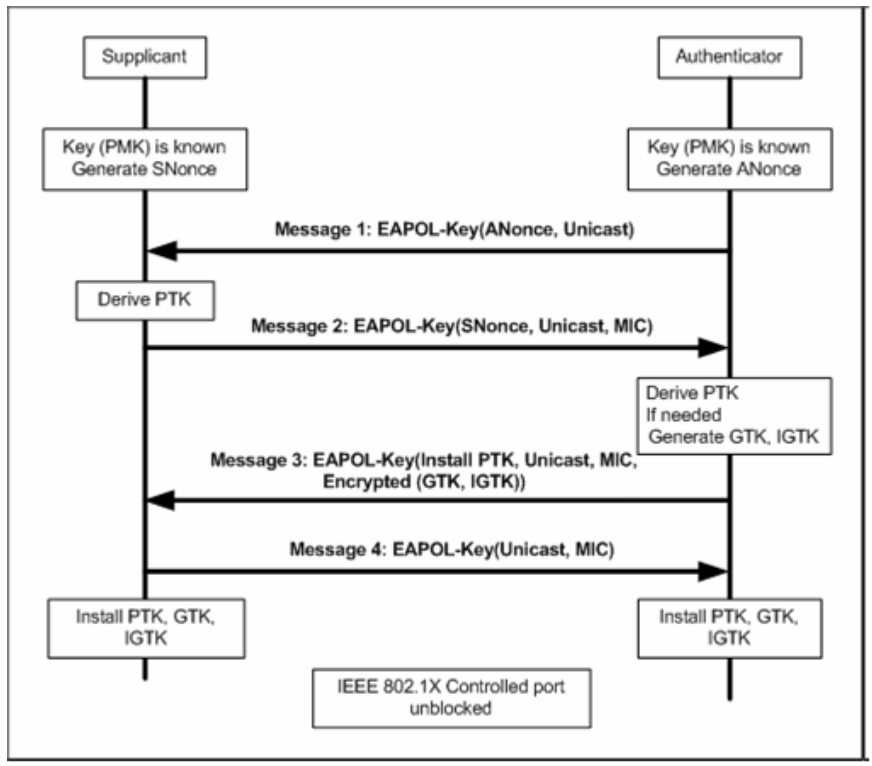 Supplicant
Authenticator
Key (PMK) is known
Generate SNonce
Key (PMK) is known
Generate ANonce
Message 1: EAPOL-Key(ANonce, Unicast)
Derive PTK
Message 2: EAPOL-Key(SNonce, Unicast, MIC)
Derive PTK
If needed
Generate GTK, IGTK
Message 3: EAPOL-Key(Install PTK, Unicast, MIC,
Encrypted (GTK, IGTK))
Message 4: EAPOL-Key(Unicast, MIC)
Install PTK, GTK,
IGTK
Install PTK, GTK,
IGTK
IEEE 802.1X Controlled port
unblocked